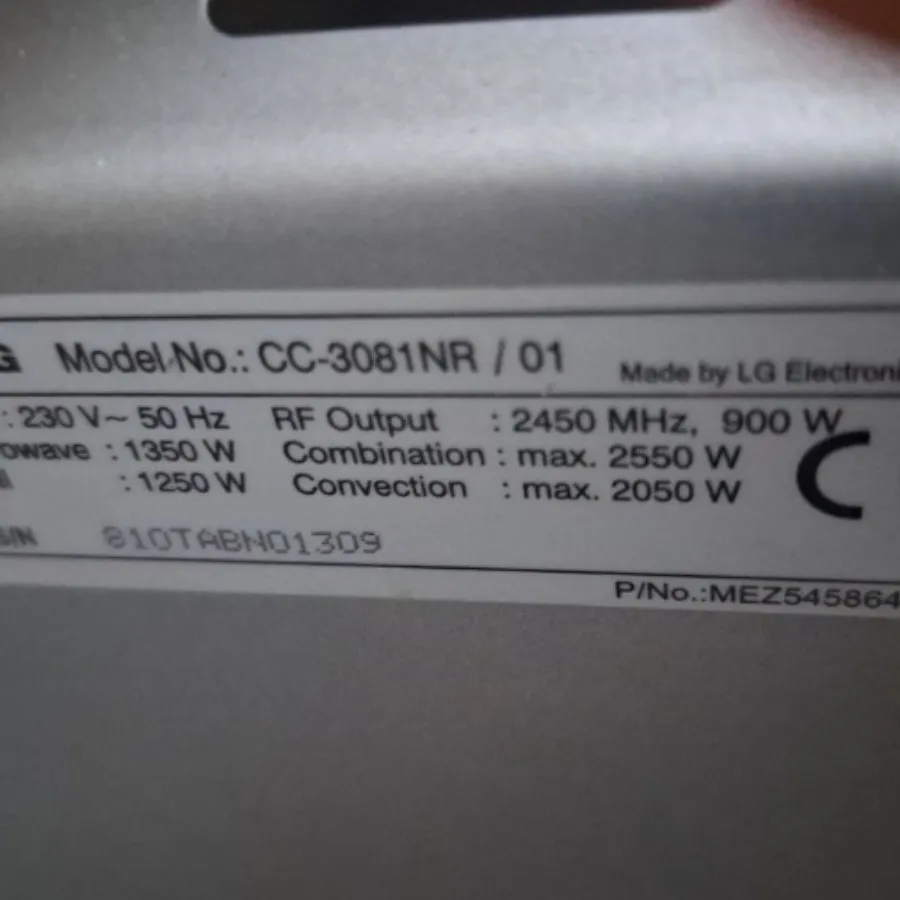 G Model-No.: CC-3081NR / 01 Made by LG Electroni
: 230 V~ 50 Hz RF Output : 2450 MHz, 900 W
owave : 1350 W Combination : max. 2550 W
: 1250 W Convection : max. 2050 W
S/N 810TABN01309
P/No.:MEZ545864